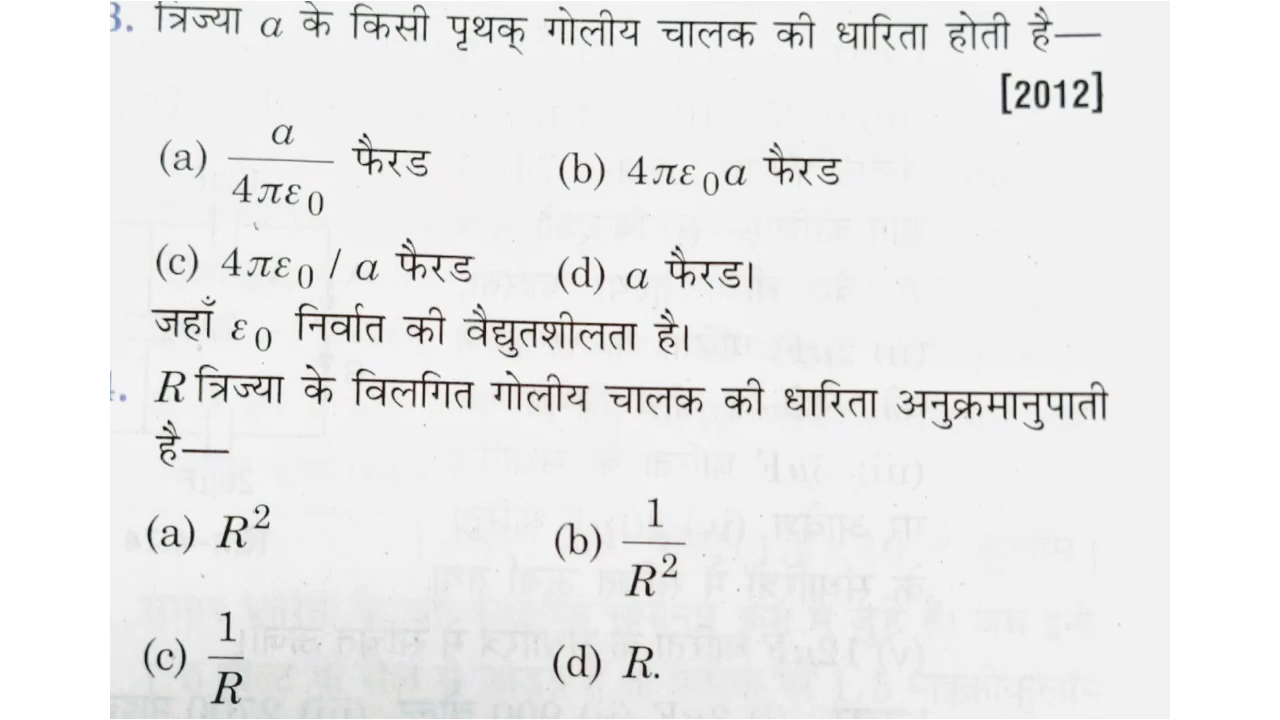 3. त्रिज्या a के किसी पृथक् गोलीय चालक की धारिता होती है—
[2012]
(a) a/4πε₀ फैरड (b) 4πε₀a फैरड
(c) 4πε₀ / a फैरड (d) a फैरड।
जहाँ ε₀ निर्वात की वैद्युतशीलता है।
R त्रिज्या के विलगित गोलीय चालक की धारिता अनुक्रमानुपाती
है—
(a) R² (b) 1/R²
(c) 1/R (d) R.